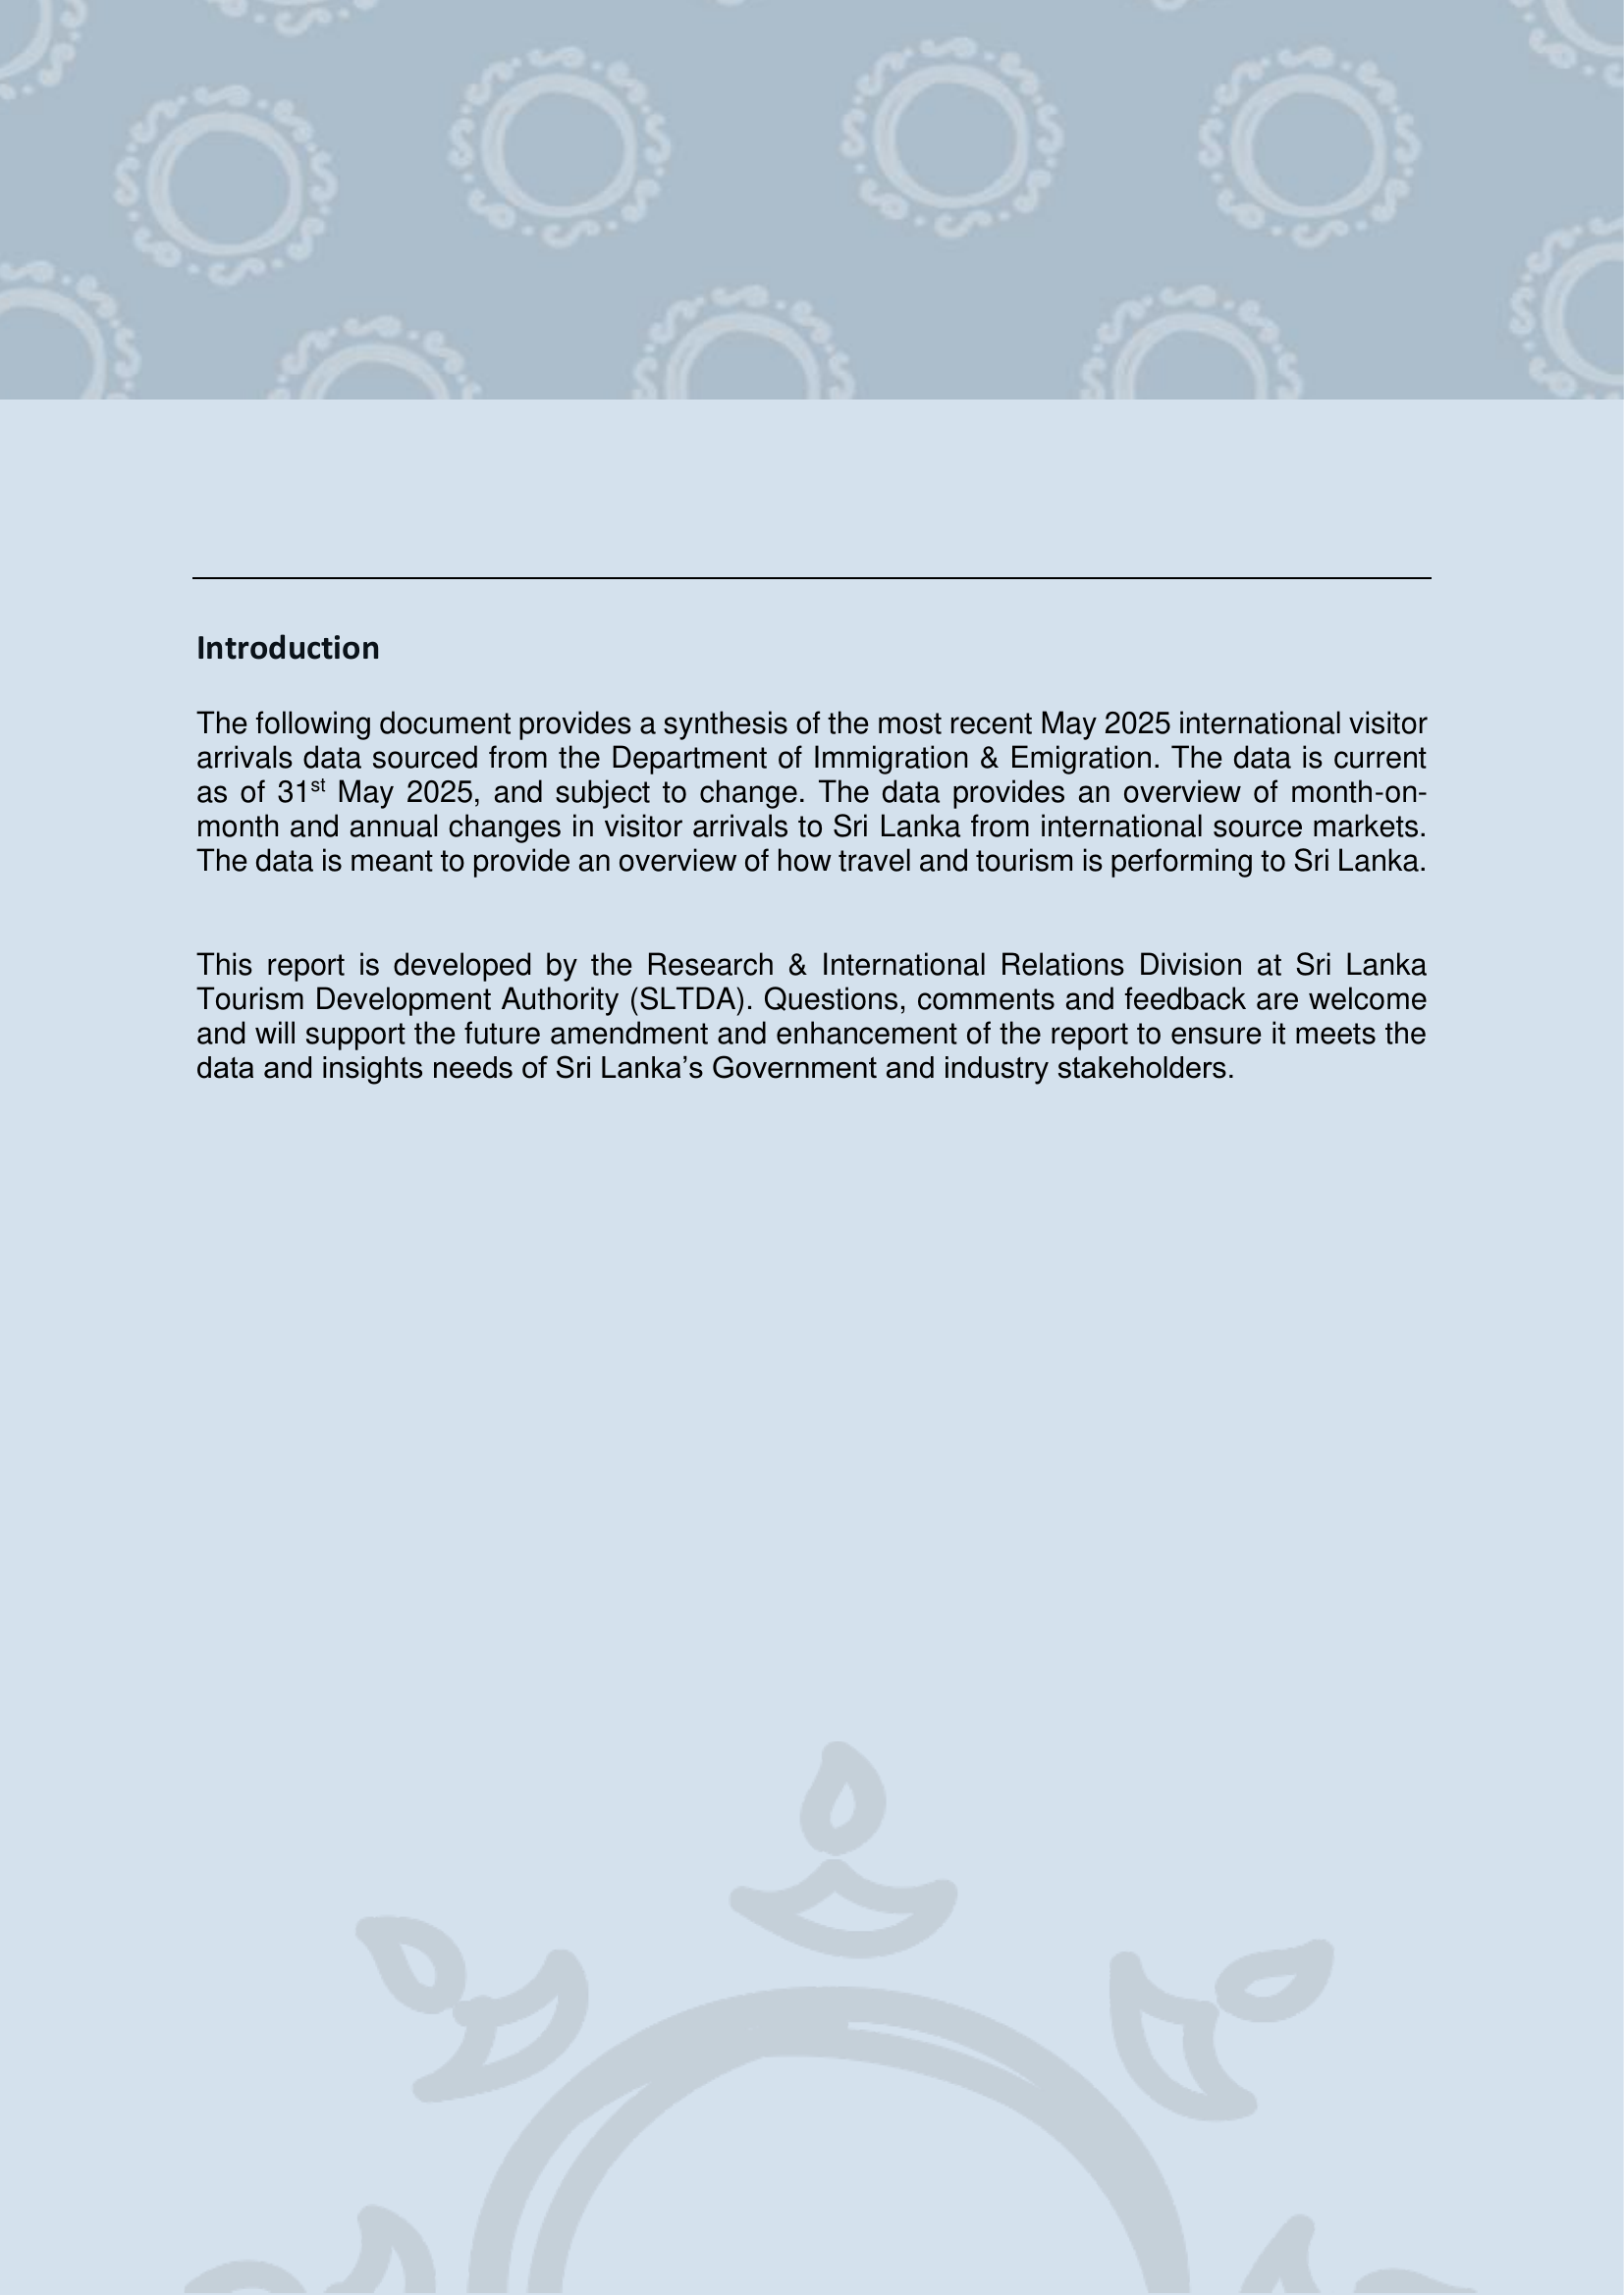 Introduction
The following document provides a synthesis of the most recent May 2025 international visitor
arrivals data sourced from the Department of Immigration & Emigration. The data is current
as of 31st May 2025, and subject to change. The data provides an overview of month-on-
month and annual changes in visitor arrivals to Sri Lanka from international source markets.
The data is meant to provide an overview of how travel and tourism is performing to Sri Lanka.
This report is developed by the Research & International Relations Division at Sri Lanka
Tourism Development Authority (SLTDA). Questions, comments and feedback are welcome
and will support the future amendment and enhancement of the report to ensure it meets the
data and insights needs of Sri Lanka’s Government and industry stakeholders.